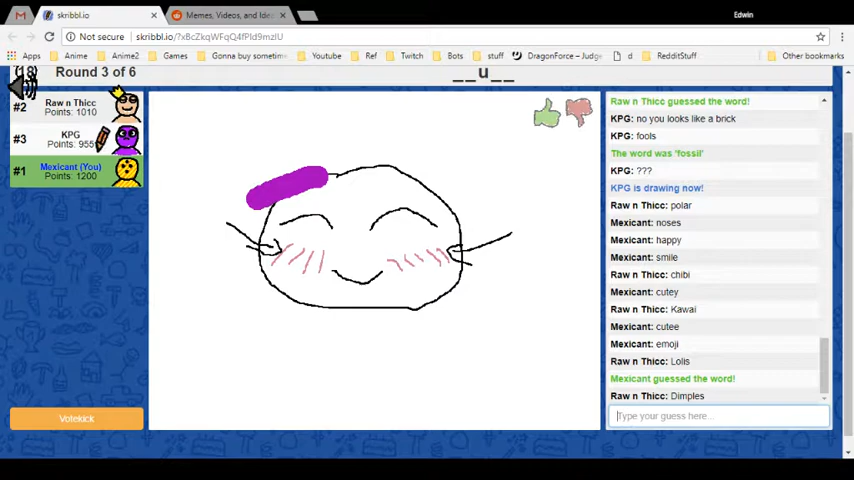 skribbl.io
Memes, Videos, and Ide
Edwin
Not secure
skribbl.io/?xBcZkqWFqQ4fPId9mzIU
Apps
Anime
Anime2
Gents
Gonna buy sometime
Youtube
Ref
Twitch
Bots
stuff
DragonForce – Judge
d
RedditStuff
Other bookmarks
Round 3 of 6
__u__
#2
Raw n Thicc
Points: 1010
#3
KPG
Points: 955
#1
Mexicant (You)
Points: 1200
Votekick
Raw n Thicc guessed the word!
KPG: no you looks like a brick
KPG: fools
The word was 'fossil'
KPG: ???
KPG is drawing now!
Raw n Thicc: polar
Mexicant: noses
Mexicant: happy
Mexicant: smile
Raw n Thicc: chibi
Mexicant: cutey
Raw n Thicc: Kawai
Mexicant: cutee
Mexicant: emoji
Raw n Thicc: Lolis
Mexicant guessed the word!
Raw n Thicc: Dimples
Type your guess here...